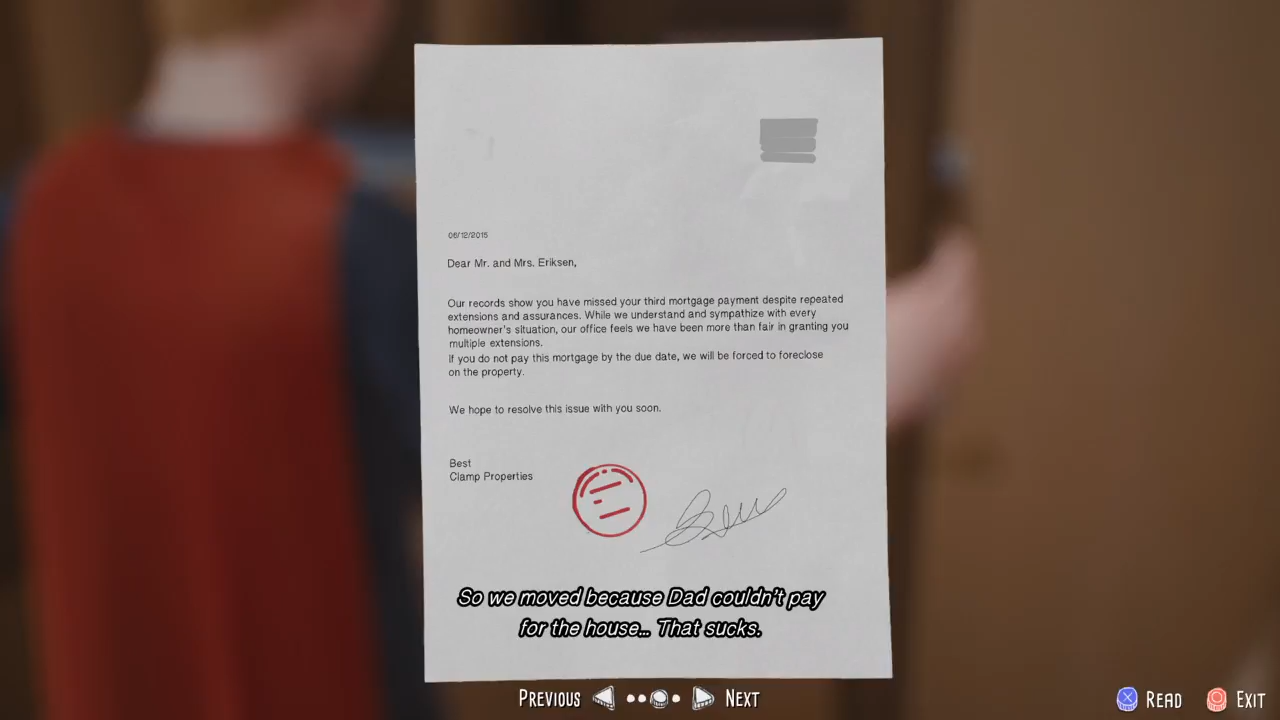 06/12/2015
Dear Mr. and Mrs. Eriksen,
Our records show you have missed your third mortgage payment despite repeated
extensions and assurances. While we understand and sympathize with every
homeowner's situation, our office feels we have been more than fair in granting you
multiple extensions.
If you do not pay this mortgage by the due date, we will be forced to foreclose
on the property.
We hope to resolve this issue with you soon.
Best
Clamp Properties
So we moved because Dad couldn't pay
for the house... That sucks.
PREVIOUS NEXT
READ EXIT